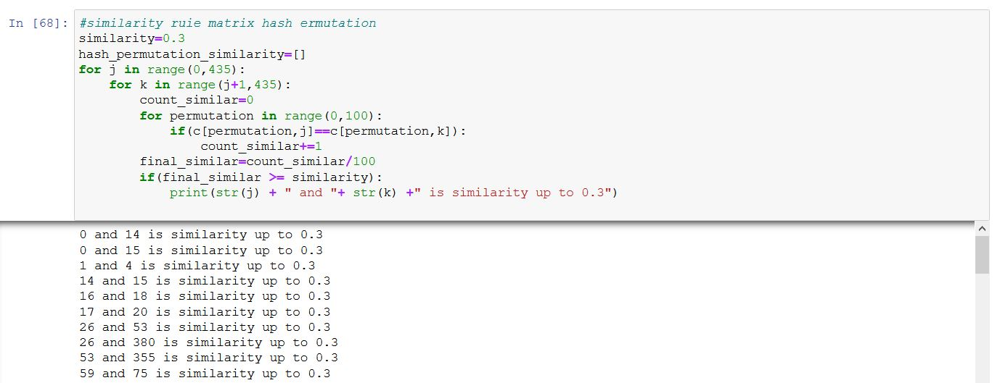 In [68]: #similarity ruie matrix hash ermutation
similarity=0.3
hash_permutation_similarity=[]
for j in range(0,435):
    for k in range(j+1,435):
        count_similar=0
        for permutation in range(0,100):
            if(c[permutation,j]==c[permutation,k]):
                count_similar+=1
        final_similar=count_similar/100
        if(final_similar >= similarity):
            print(str(j) + " and "+ str(k) +" is similarity up to 0.3")
0 and 14 is similarity up to 0.3
0 and 15 is similarity up to 0.3
1 and 4 is similarity up to 0.3
14 and 15 is similarity up to 0.3
16 and 18 is similarity up to 0.3
17 and 20 is similarity up to 0.3
26 and 53 is similarity up to 0.3
26 and 380 is similarity up to 0.3
53 and 355 is similarity up to 0.3
59 and 75 is similarity up to 0.3